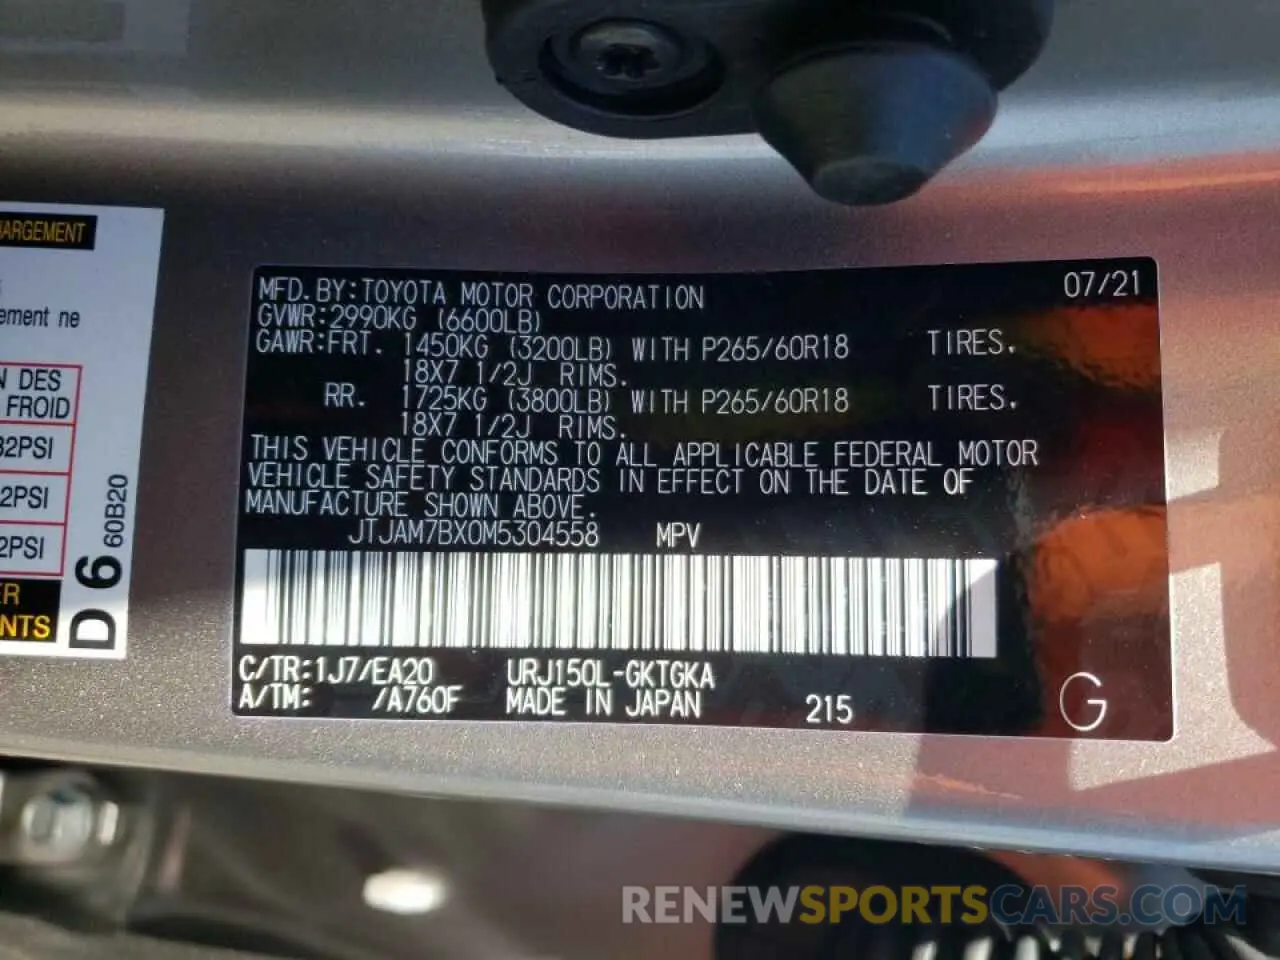 MFD. BY: TOYOTA MOTOR CORPORATION 07/21
GVWR: 2990KG (6600LB)
GAWR: FRT. 1450KG (3200LB) WITH P265/60R18 TIRES.
18X7 1/2J RIMS.
RR. 1725KG (3800LB) WITH P265/60R18 TIRES.
18X7 1/2J RIMS.
THIS VEHICLE CONFORMS TO ALL APPLICABLE FEDERAL MOTOR
VEHICLE SAFETY STANDARDS IN EFFECT ON THE DATE OF
MANUFACTURE SHOWN ABOVE.
JTJAM7BX0M5304558 MPV
C/TR: 1J7/EA20 URJ150L-GKTGKA
A/TM: /A760F MADE IN JAPAN 215 G
ARGEMENT
ement ne
N DES
FROID
32PSI
2PSI
2PSI
ER
NTS
D6 60B20
RENEWSPORTSCARS.COM